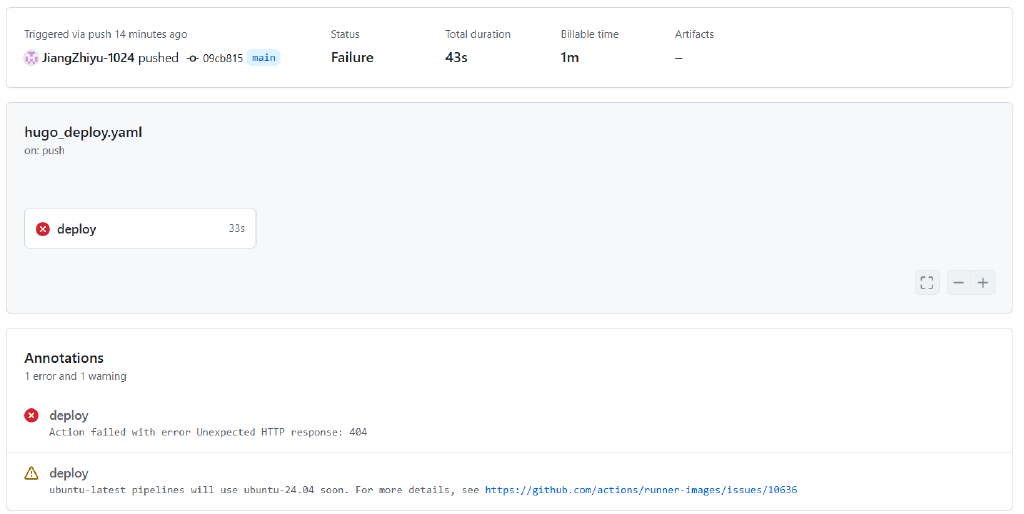 Triggered via push 14 minutes ago
JiangZhiyu-1024 pushed 09cb815 main
Status
Failure
Total duration
43s
Billable time
1m
Artifacts
–
hugo_deploy.yaml
on: push
deploy 33s
Annotations
1 error and 1 warning
deploy
Action failed with error Unexpected HTTP response: 404
deploy
ubuntu-latest pipelines will use ubuntu-24.04 soon. For more details, see https://github.com/actions/runner-images/issues/10636